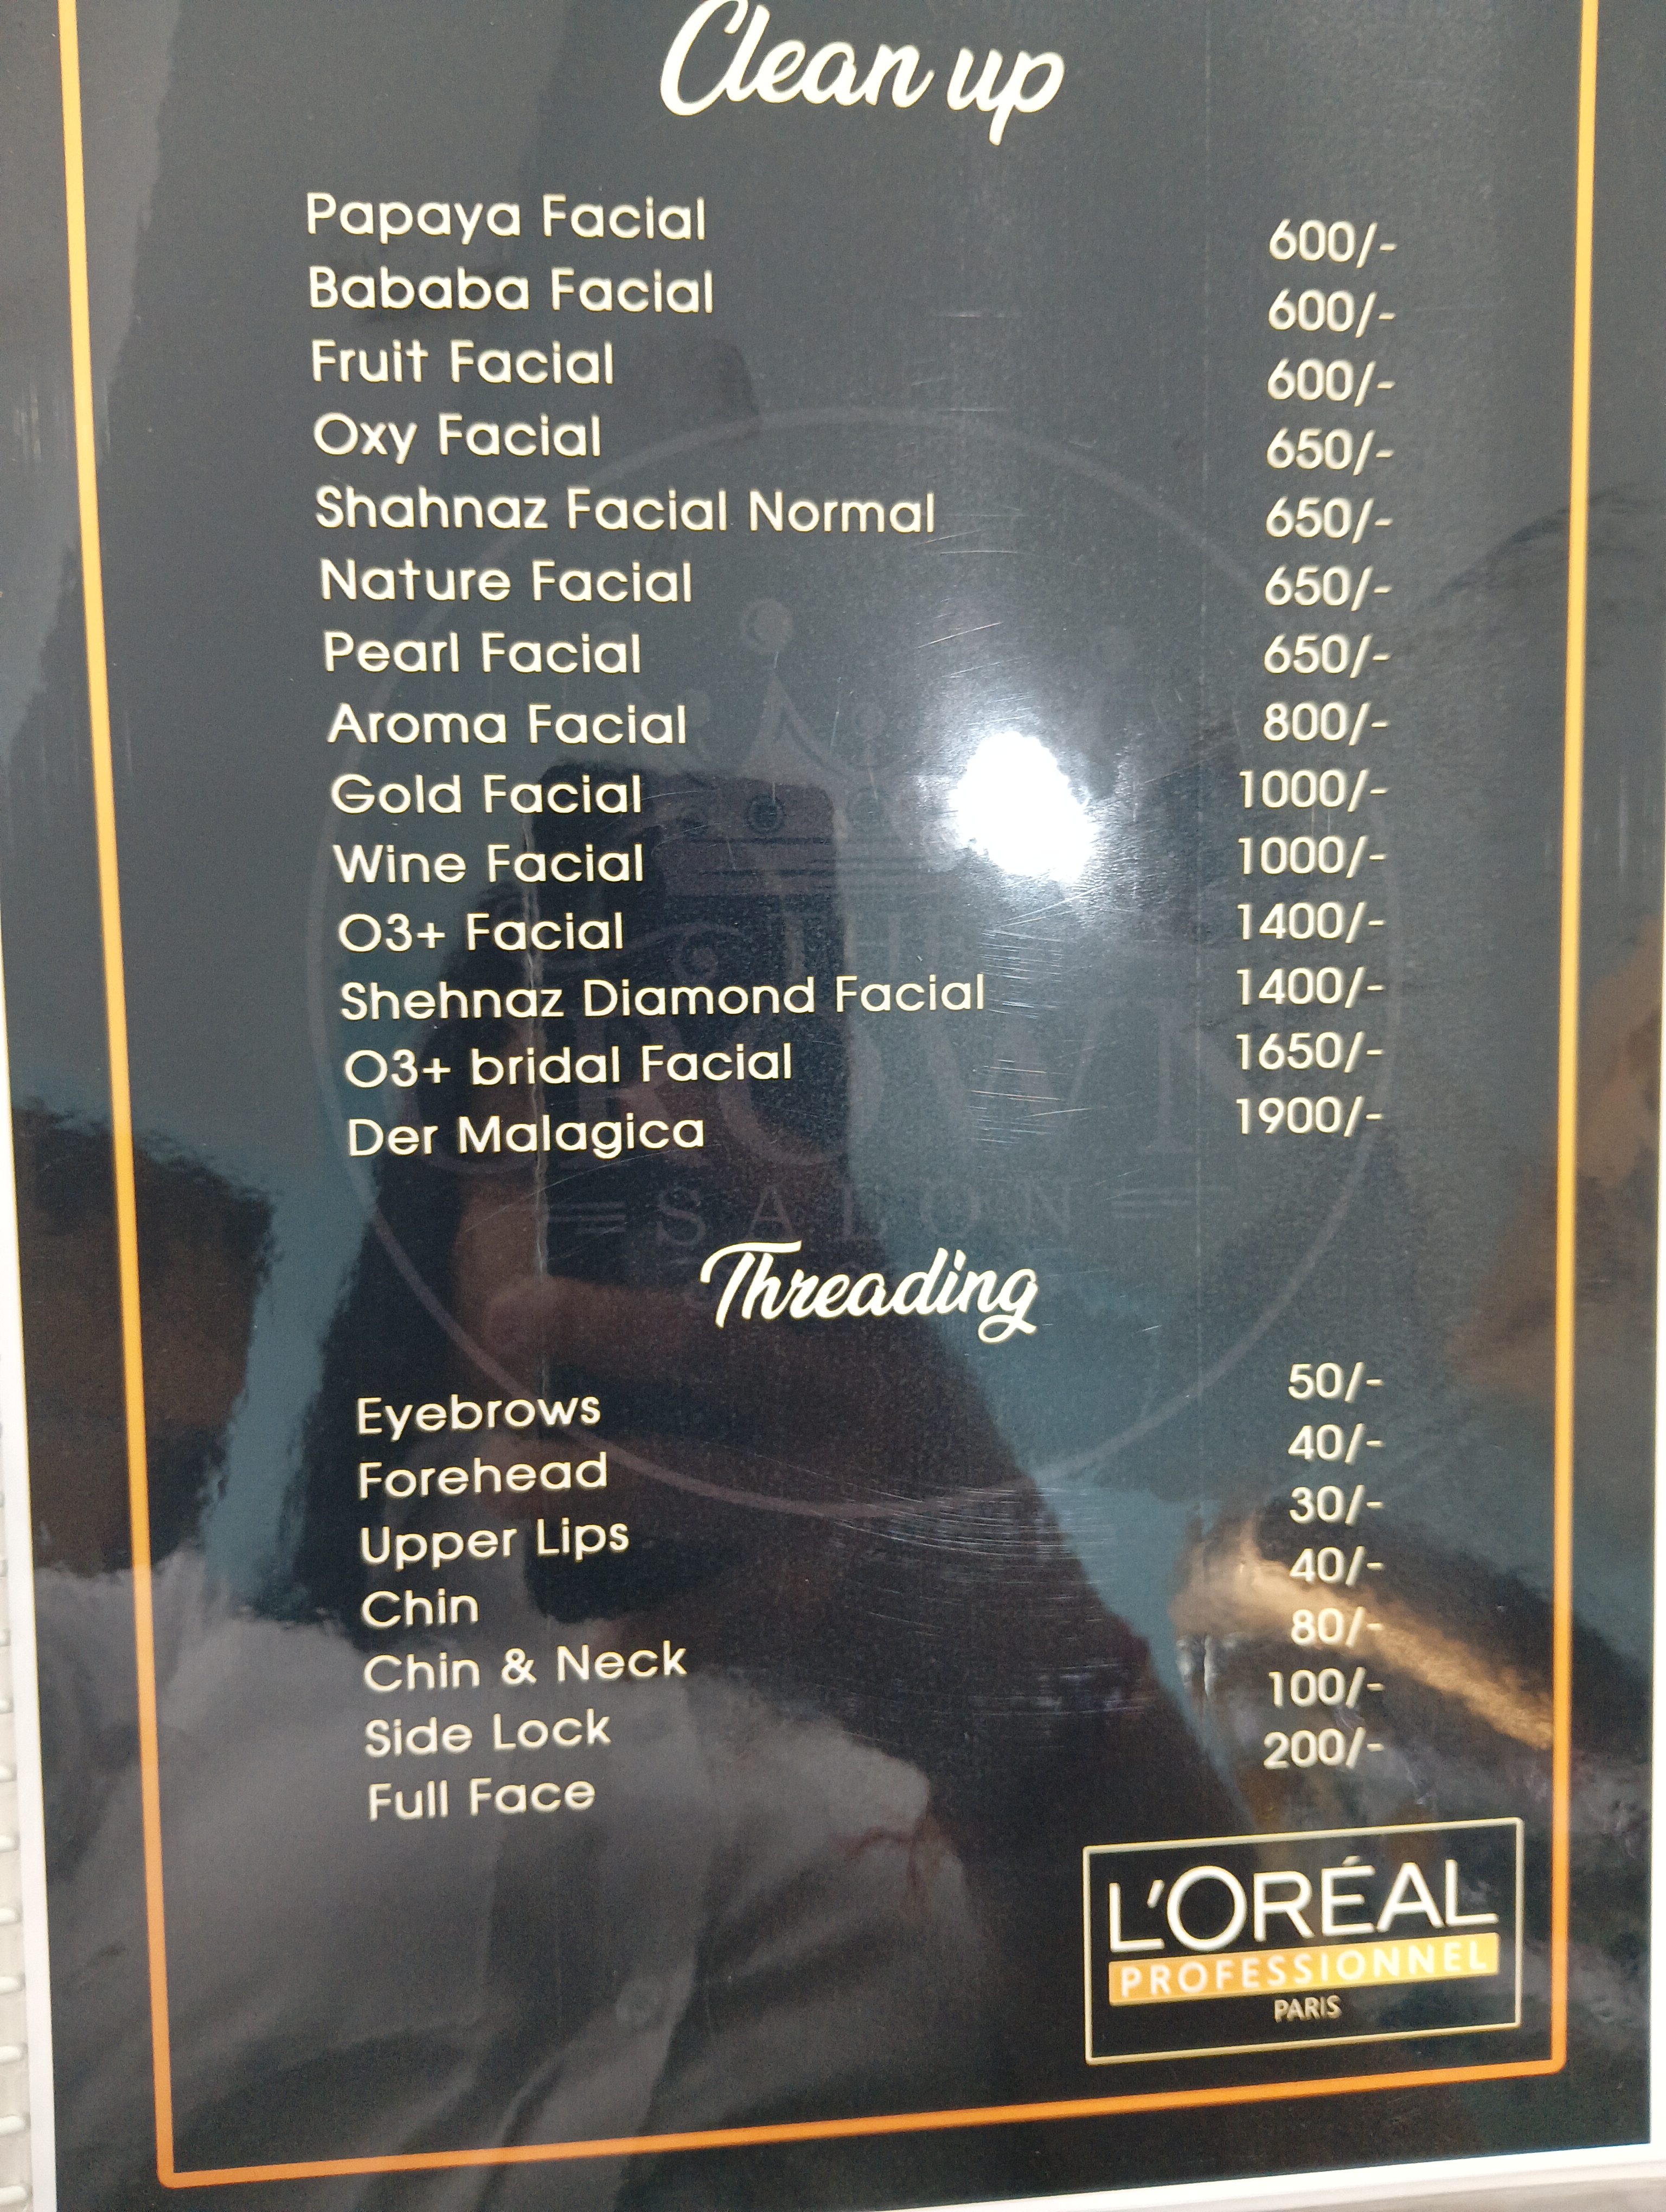 Clean up
Papaya Facial 600/-
Bababa Facial 600/-
Fruit Facial 600/-
Oxy Facial 650/-
Shahnaz Facial Normal 650/-
Nature Facial 650/-
Pearl Facial 650/-
Aroma Facial 800/-
Gold Facial 1000/-
Wine Facial 1000/-
O3+ Facial 1400/-
Shehnaz Diamond Facial 1400/-
O3+ bridal Facial 1650/-
Der Malagica 1900/-
SALON
Threading
Eyebrows 50/-
Forehead 40/-
Upper Lips 30/-
Chin 40/-
Chin & Neck 80/-
Side Lock 100/-
Full Face 200/-
L'ORÉAL
PROFESSIONNEL
PARIS